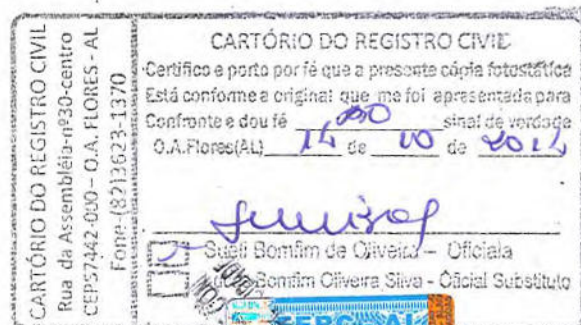 CARTÓRIO DO REGISTRO CIVIL
Rua da Assembléia-nº30-centro
CEP57442-000 - O.A. FLORES - AL
Fone-(82)3623-1370
CARTÓRIO DO REGISTRO CIVIL
Certifico e porto por fé que a presente cópia fotostática
Está conforme a original que me foi apresentada para
Confronte e dou fé sinal de verdade
O.A.Flores(AL) 14 de 10 de 2014
Sueli Bomfim de Oliveira - Oficiala
Bomfim Oliveira Silva - Oficial Substituto